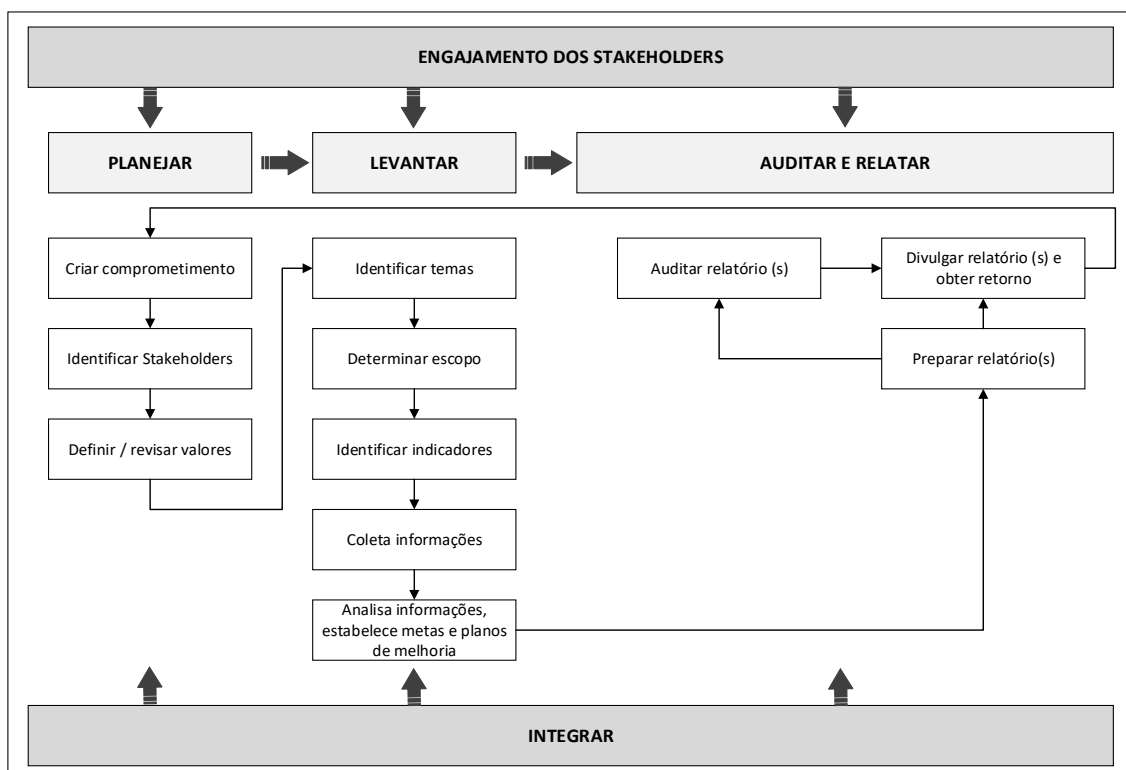 ENGAJAMENTO DOS STAKEHOLDERS
PLANEJAR
LEVANTAR
AUDITAR E RELATAR
Criar comprometimento
Identificar Stakeholders
Definir / revisar valores
Identificar temas
Determinar escopo
Identificar indicadores
Coleta informações
Analisa informações,
estabelece metas e planos
de melhoria
Auditar relatório (s)
Divulgar relatório (s) e
obter retorno
Preparar relatório(s)
INTEGRAR